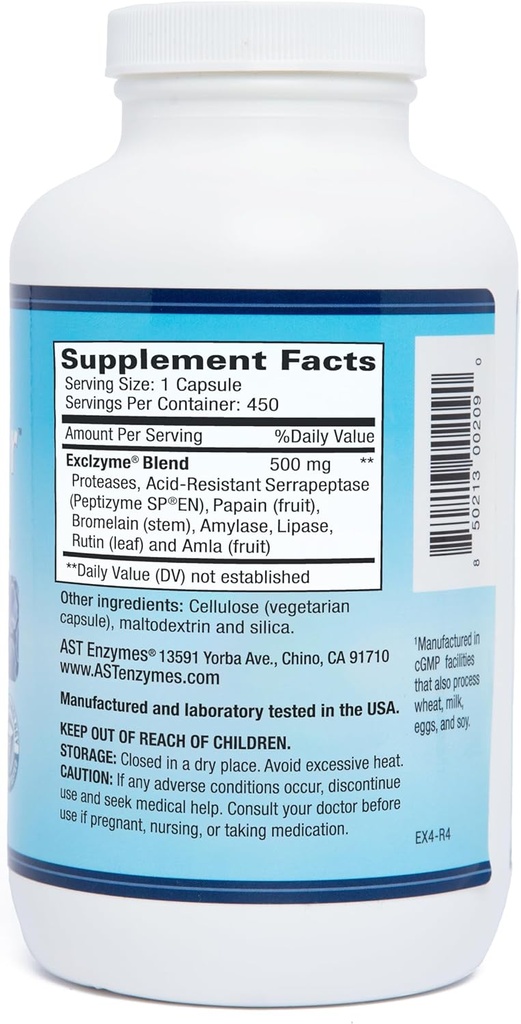 Supplement Facts
Serving Size: 1 Capsule
Servings Per Container: 450
Amount Per Serving %Daily Value
Exclzyme® Blend 500 mg **
Proteases, Acid-Resistant Serrapeptase
(Peptizyme SP®EN), Papain (fruit),
Bromelain (stem), Amylase, Lipase,
Rutin (leaf) and Amla (fruit)
**Daily Value (DV) not established
Other ingredients: Cellulose (vegetarian
capsule), maltodextrin and silica.
AST Enzymes® 13591 Yorba Ave., Chino, CA 91710
www.ASTenzymes.com
Manufactured and laboratory tested in the USA.
KEEP OUT OF REACH OF CHILDREN.
STORAGE: Closed in a dry place. Avoid excessive heat.
CAUTION: If any adverse conditions occur, discontinue
use and seek medical help. Consult your doctor before
use if pregnant, nursing, or taking medication.
8 50213 00209 0
¹Manufactured in
cGMP facilities
that also process
wheat, milk,
eggs, and soy.
EX4-R4